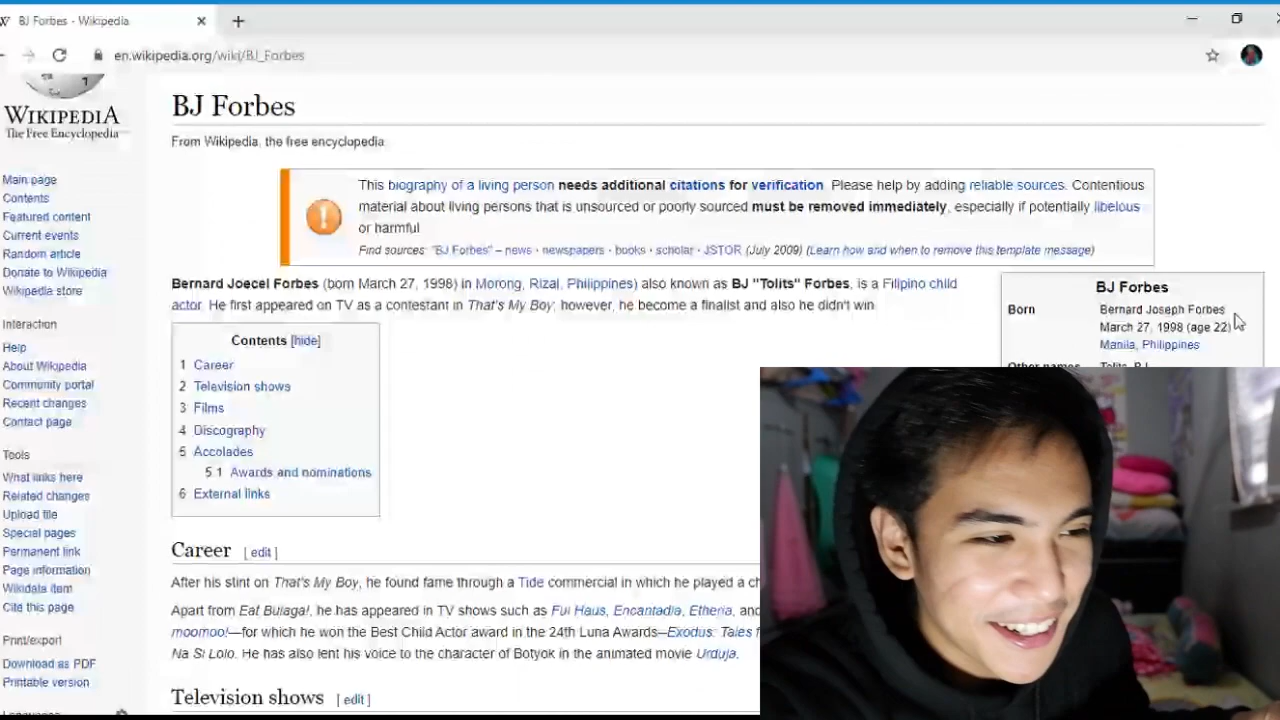 BJ Forbes - Wikipedia
en.wikipedia.org/wiki/BJ_Forbes
WIKIPEDIA
The Free Encyclopedia
Main page
Contents
Featured content
Current events
Random article
Donate to Wikipedia
Wikipedia store
Interaction
Help
About Wikipedia
Community portal
Recent changes
Contact page
Tools
What links here
Related changes
Upload file
Special pages
Permanent link
Page information
Wikidata item
Cite this page
Print/export
Download as PDF
Printable version
Languages
BJ Forbes
From Wikipedia, the free encyclopedia
This biography of a living person needs additional citations for verification. Please help by adding reliable sources. Contentious
material about living persons that is unsourced or poorly sourced must be removed immediately, especially if potentially libelous
or harmful
Find sources: "BJ Forbes" – news · newspapers · books · scholar · JSTOR (July 2009) (Learn how and when to remove this template message)
Bernard Joecel Forbes (born March 27, 1998) in Morong, Rizal, Philippines) also known as BJ "Tolits" Forbes, is a Filipino child
actor. He first appeared on TV as a contestant in That's My Boy; however, he become a finalist and also he didn't win
Contents [hide]
1 Career
2 Television shows
3 Films
4 Discography
5 Accolades
5 1 Awards and nominations
6 External links
Career [edit]
After his stint on That's My Boy, he found fame through a Tide commercial in which he played a
Apart from Eat Bulaga!, he has appeared in TV shows such as Ful Haus, Encantadia, Etheria, and
moomoo!—for which he won the Best Child Actor award in the 24th Luna Awards–Exodus: Tales
Na Si Lolo. He has also lent his voice to the character of Botyok in the animated movie Urduja.
Television shows [edit]
BJ Forbes
Born Bernard Joseph Forbes
March 27, 1998 (age 22)
Manila, Philippines
Other names Tolits, BJ